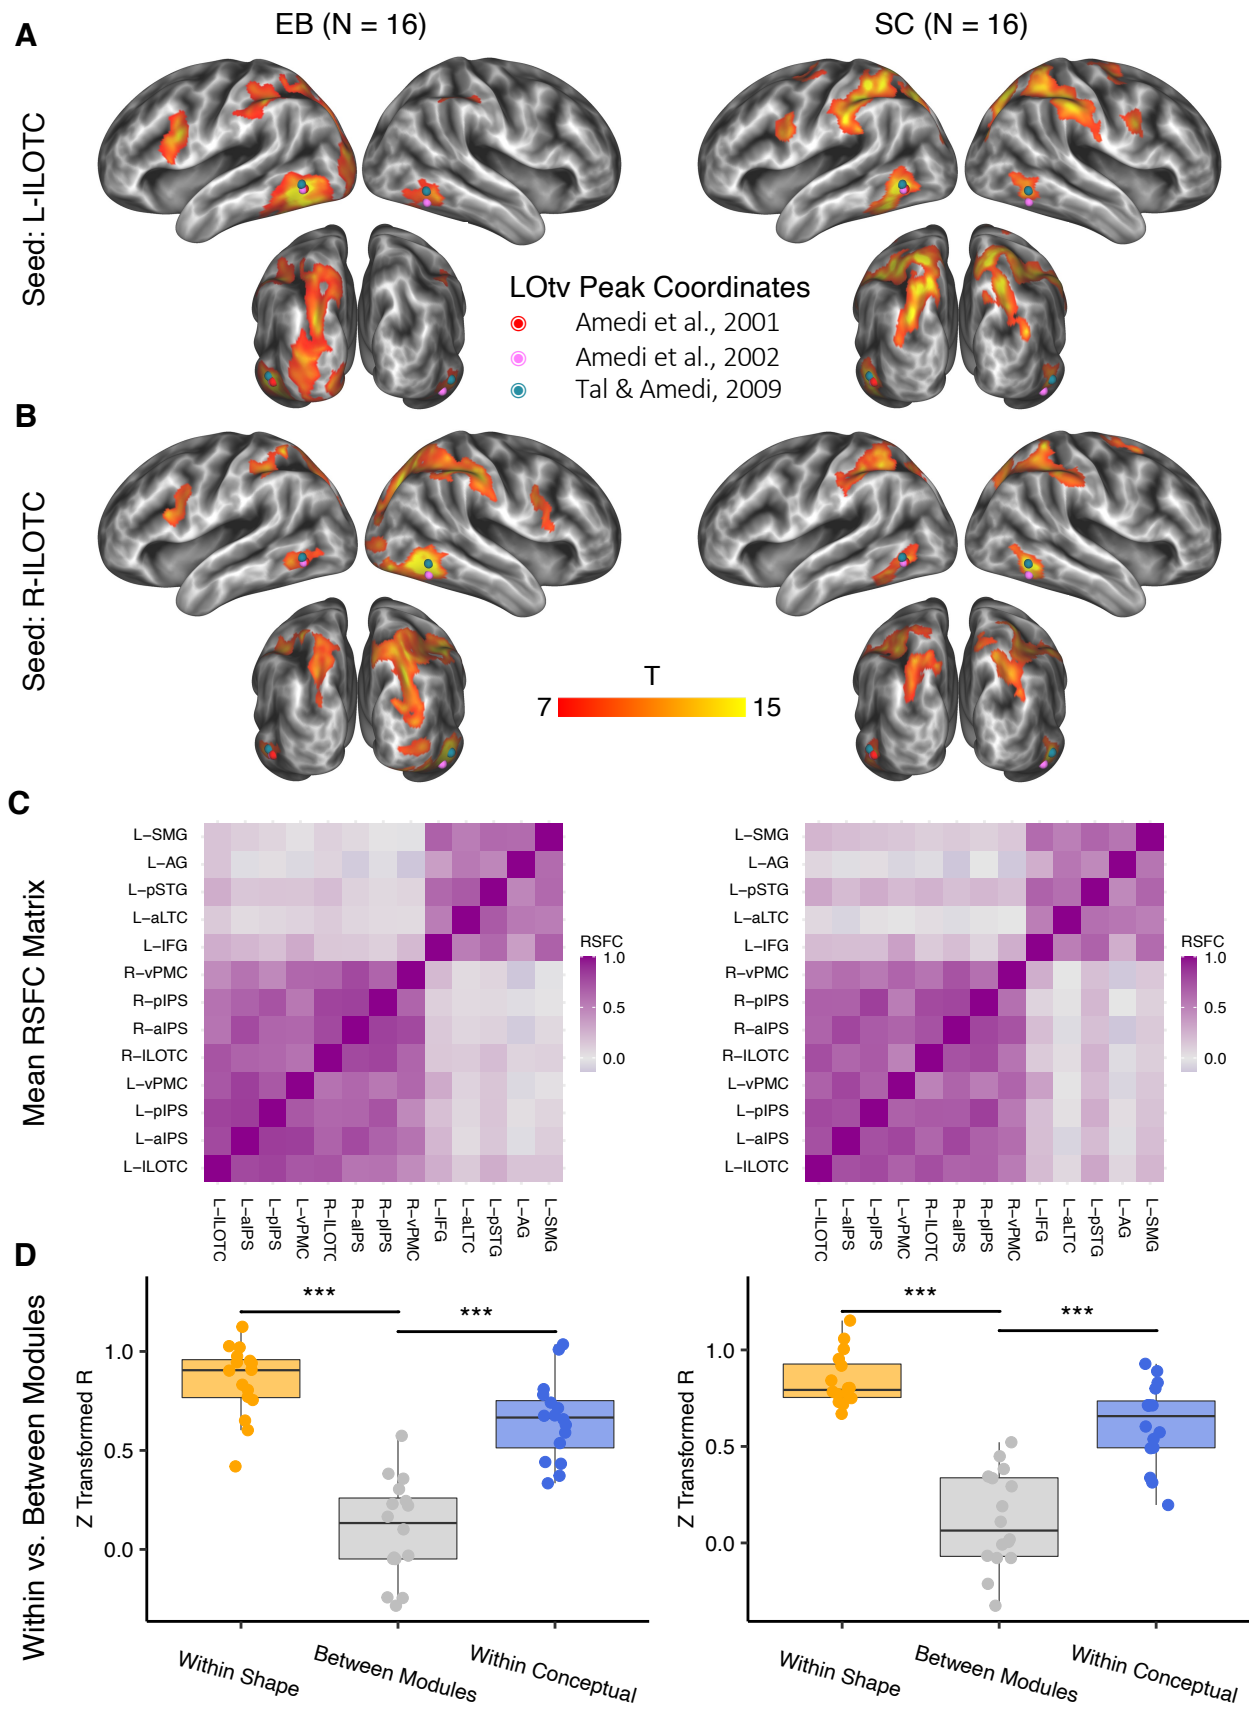 A
EB (N = 16)
SC (N = 16)
Seed: L-lLOTC
LOtv Peak Coordinates
Amedi et al., 2001
Amedi et al., 2002
Tal & Amedi, 2009
B
Seed: R-lLOTC
T
7
15
C
Mean RSFC Matrix
L−SMG
L−AG
L−pSTG
L−aLTC
L−IFG
R−vPMC
R−pIPS
R−aIPS
R−lLOTC
L−vPMC
L−pIPS
L−aIPS
L−lLOTC
L−lLOTC
L−aIPS
L−pIPS
L−vPMC
R−lLOTC
R−aIPS
R−pIPS
R−vPMC
L−IFG
L−aLTC
L−pSTG
L−AG
L−SMG
RSFC
1.0
0.5
0.0
L−SMG
L−AG
L−pSTG
L−aLTC
L−IFG
R−vPMC
R−pIPS
R−aIPS
R−lLOTC
L−vPMC
L−pIPS
L−aIPS
L−lLOTC
L−lLOTC
L−aIPS
L−pIPS
L−vPMC
R−lLOTC
R−aIPS
R−pIPS
R−vPMC
L−IFG
L−aLTC
L−pSTG
L−AG
L−SMG
RSFC
1.0
0.5
0.0
D
Within vs. Between Modules
Z Transformed R
1.0
0.5
0.0
***
***
Within Shape
Between Modules
Within Conceptual
Z Transformed R
1.0
0.5
0.0
***
***
Within Shape
Between Modules
Within Conceptual